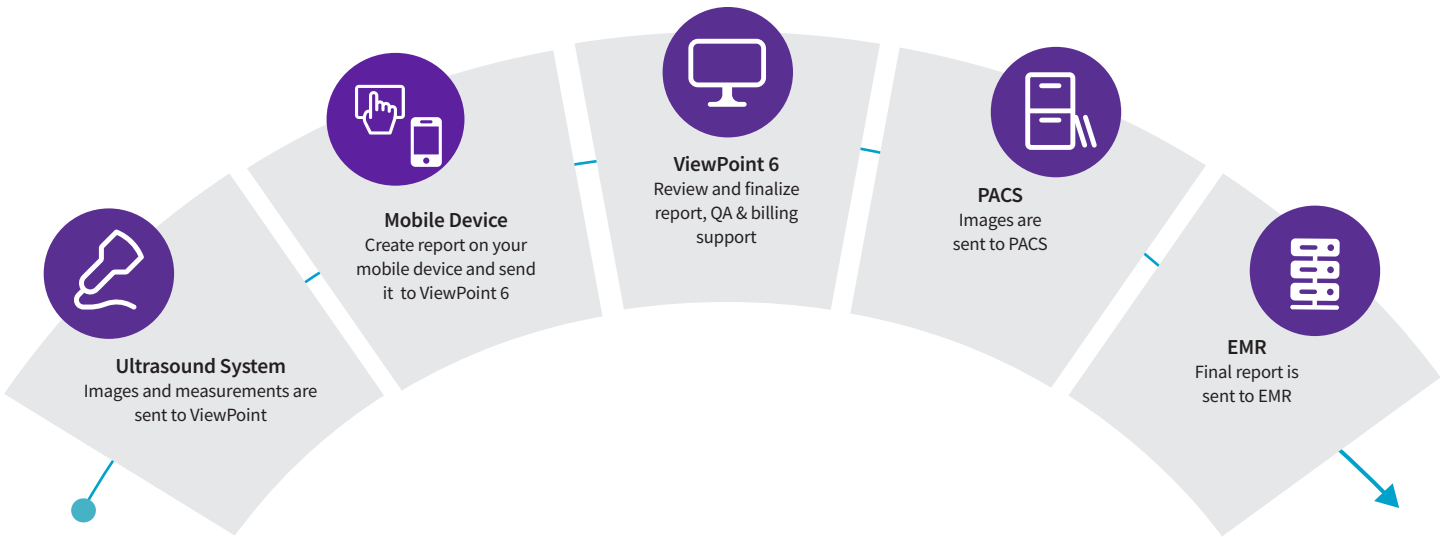 Ultrasound System
Images and measurements are
sent to ViewPoint
Mobile Device
Create report on your
mobile device and send
it to ViewPoint 6
ViewPoint 6
Review and finalize
report, QA & billing
support
PACS
Images are
sent to PACS
EMR
Final report is
sent to EMR